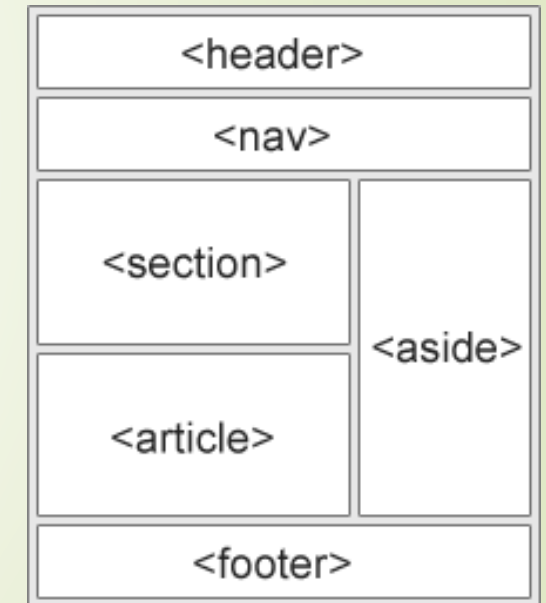 <header>
<nav>
<section>
<aside>
<article>
<footer>